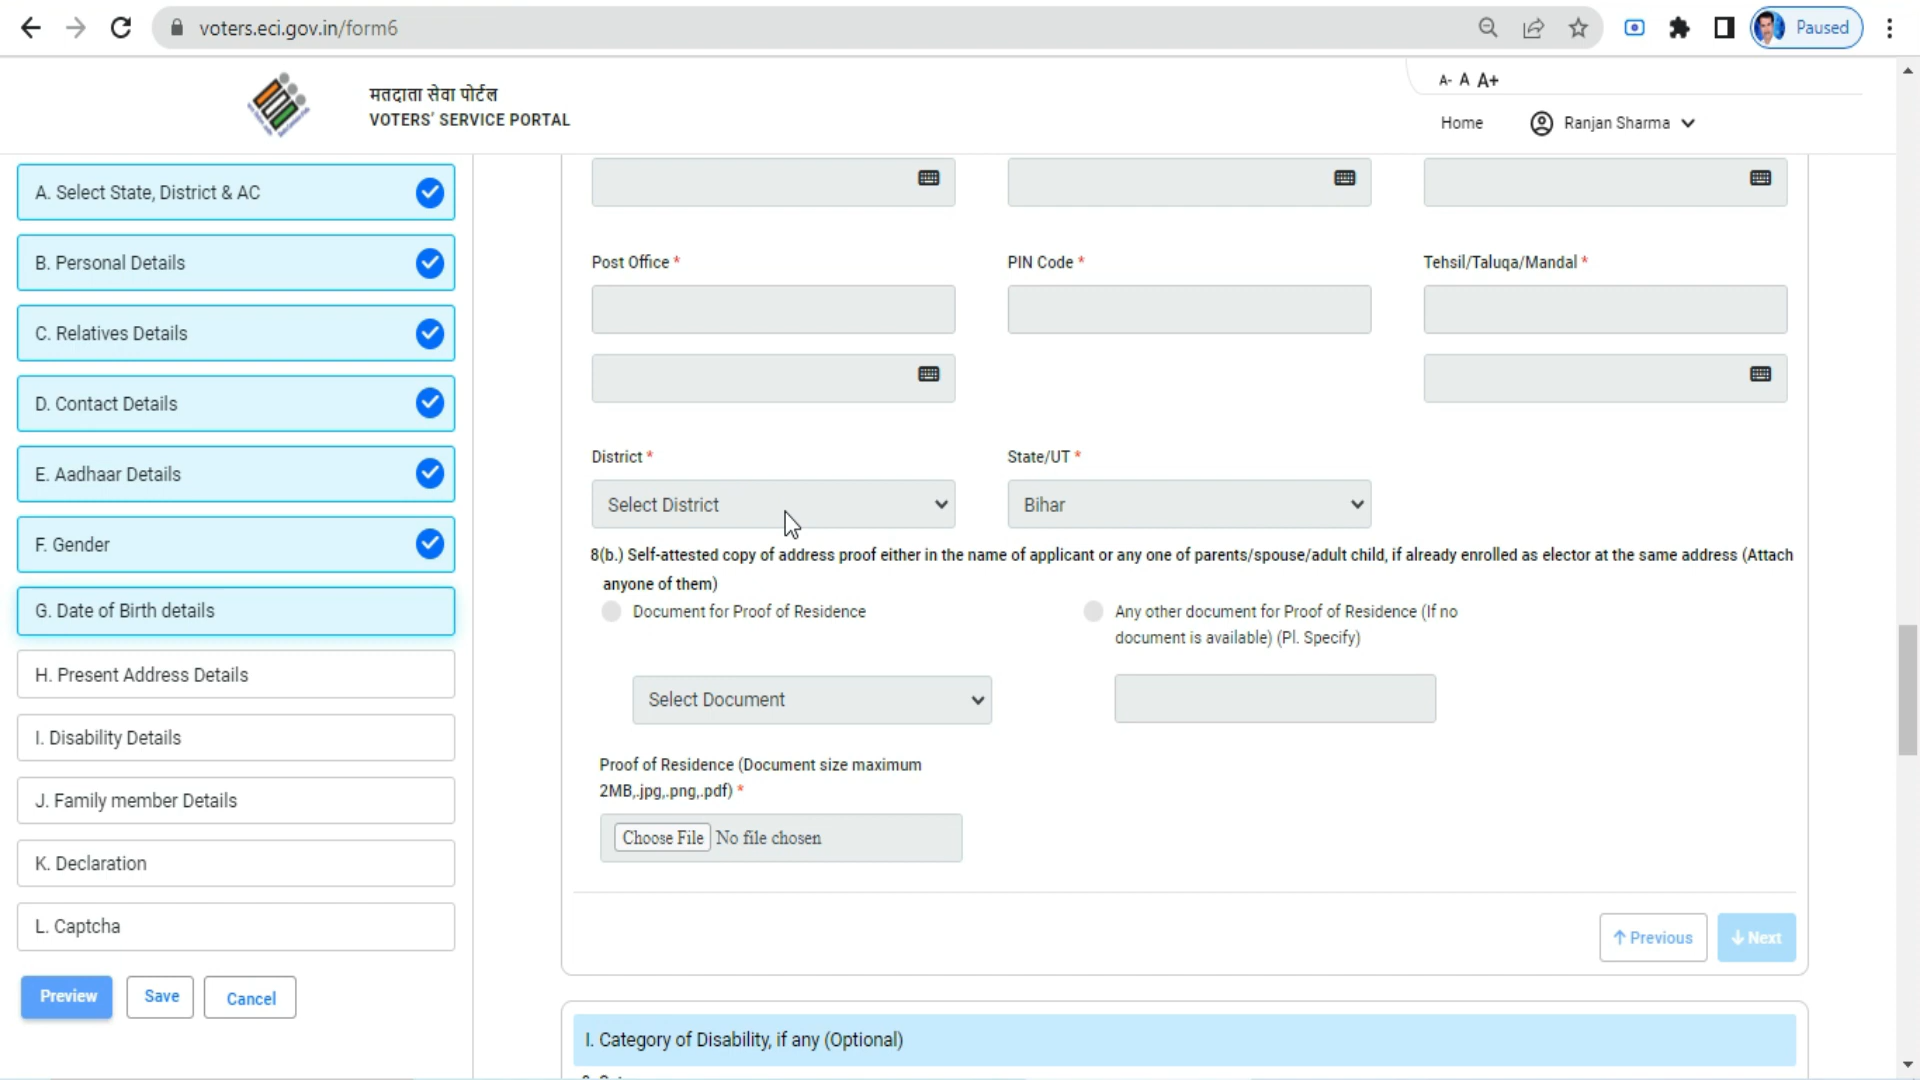 voters.eci.gov.in/form6
Paused
मतदाता सेवा पोर्टल
VOTERS' SERVICE PORTAL
A- A A+
Home
Ranjan Sharma
A. Select State, District & AC
B. Personal Details
C. Relatives Details
D. Contact Details
E. Aadhaar Details
F. Gender
G. Date of Birth details
H. Present Address Details
I. Disability Details
J. Family member Details
K. Declaration
L. Captcha
Preview Save Cancel
Post Office * PIN Code * Tehsil/Taluqa/Mandal *
District * State/UT *
Select District Bihar
8(b.) Self-attested copy of address proof either in the name of applicant or any one of parents/spouse/adult child, if already enrolled as elector at the same address (Attach
anyone of them)
Document for Proof of Residence
Any other document for Proof of Residence (If no
document is available) (Pl. Specify)
Select Document
Proof of Residence (Document size maximum
2MB,.jpg,.png,.pdf) *
Choose File No file chosen
Previous Next
I. Category of Disability, if any (Optional)